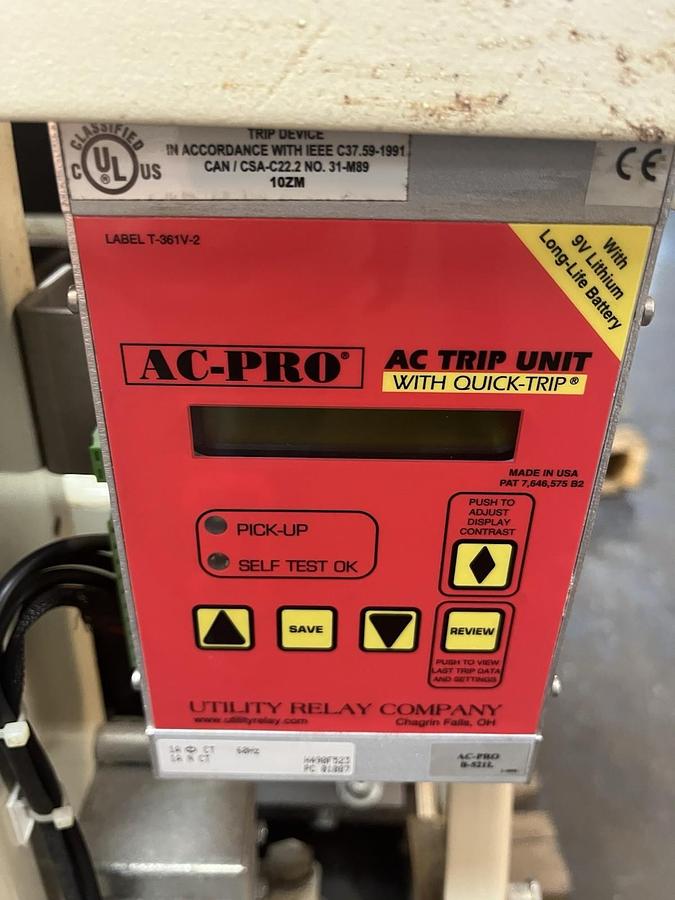 CLASSIFIED
C UL US
TRIP DEVICE
IN ACCORDANCE WITH IEEE C37.59-1991
CAN / CSA-C22.2 NO. 31-M89
10ZM
CE
LABEL T-361V-2
With
9V Lithium
Long-Life Battery
AC-PRO®
AC TRIP UNIT
WITH QUICK-TRIP®
MADE IN USA
PAT 7,646,575 B2
PICK-UP
SELF TEST OK
PUSH TO
ADJUST
DISPLAY
CONTRAST
SAVE
REVIEW
PUSH TO VIEW
LAST TRIP DATA
AND SETTINGS
UTILITY RELAY COMPANY
www.utilityrelay.com
Chagrin Falls, OH
1A Φ CT 60Hz
1A N CT
AC-PRO